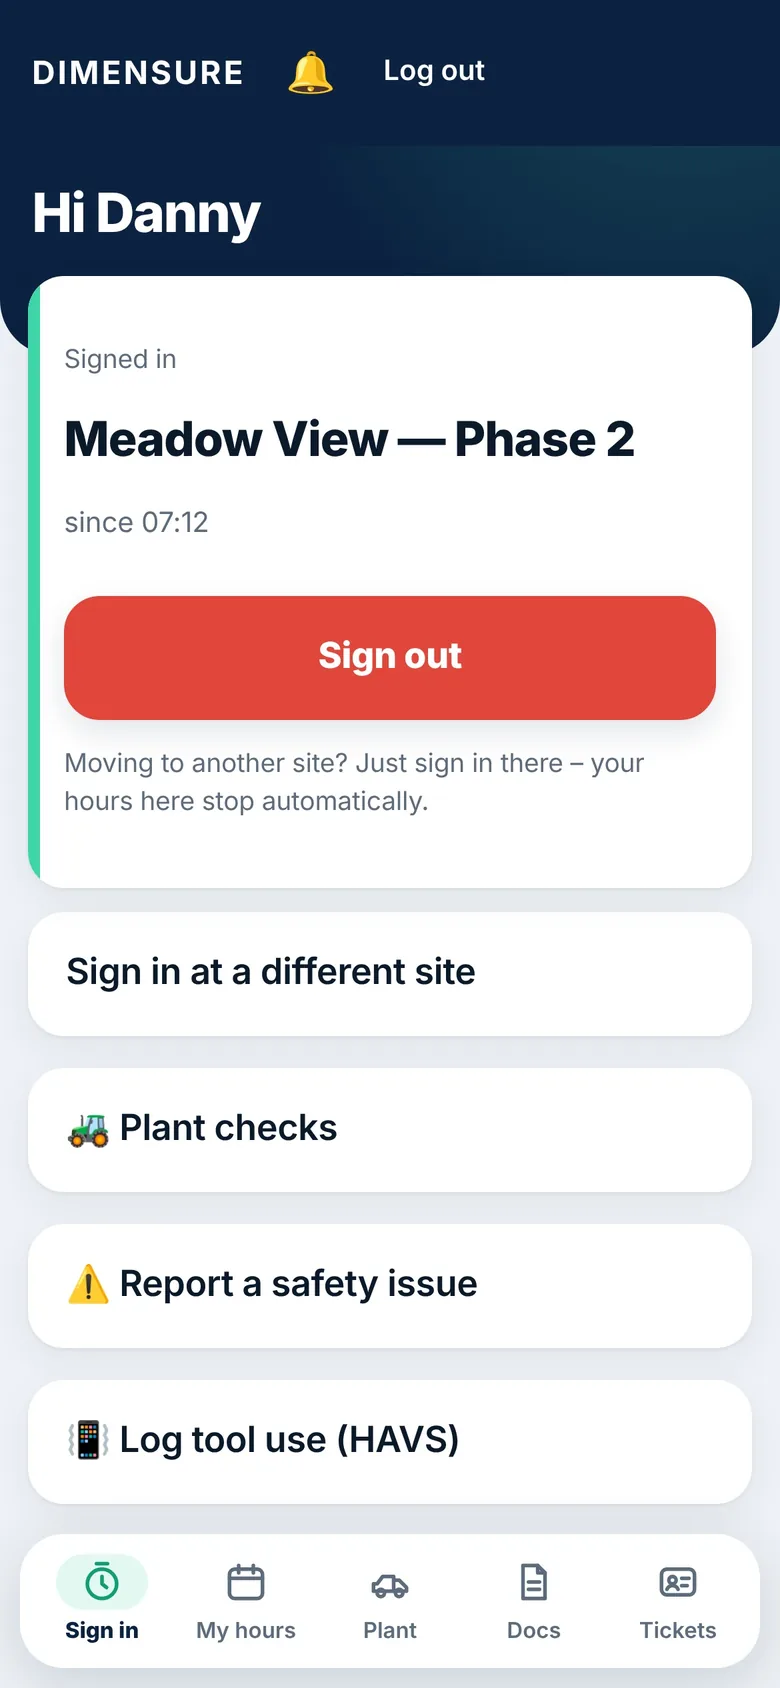 DIMENSURE
Log out
Hi Danny
Signed in
Meadow View — Phase 2
since 07:12
Sign out
Moving to another site? Just sign in there – your
hours here stop automatically.
Sign in at a different site
Plant checks
Report a safety issue
Log tool use (HAVS)
Sign in
My hours
Plant
Docs
Tickets